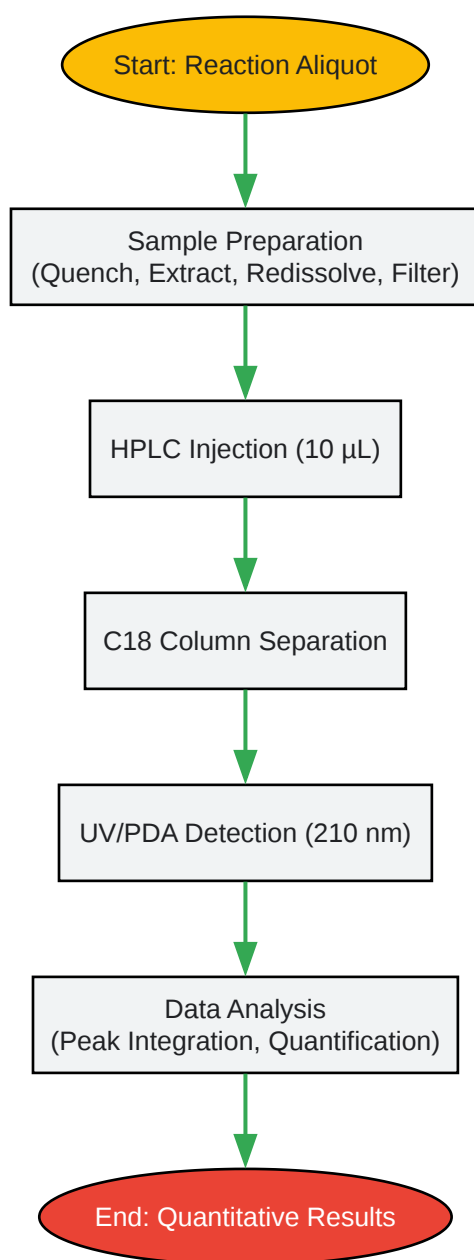 Start: Reaction Aliquot
Sample Preparation
(Quench, Extract, Redissolve, Filter)
HPLC Injection (10 µL)
C18 Column Separation
UV/PDA Detection (210 nm)
Data Analysis
(Peak Integration, Quantification)
End: Quantitative Results